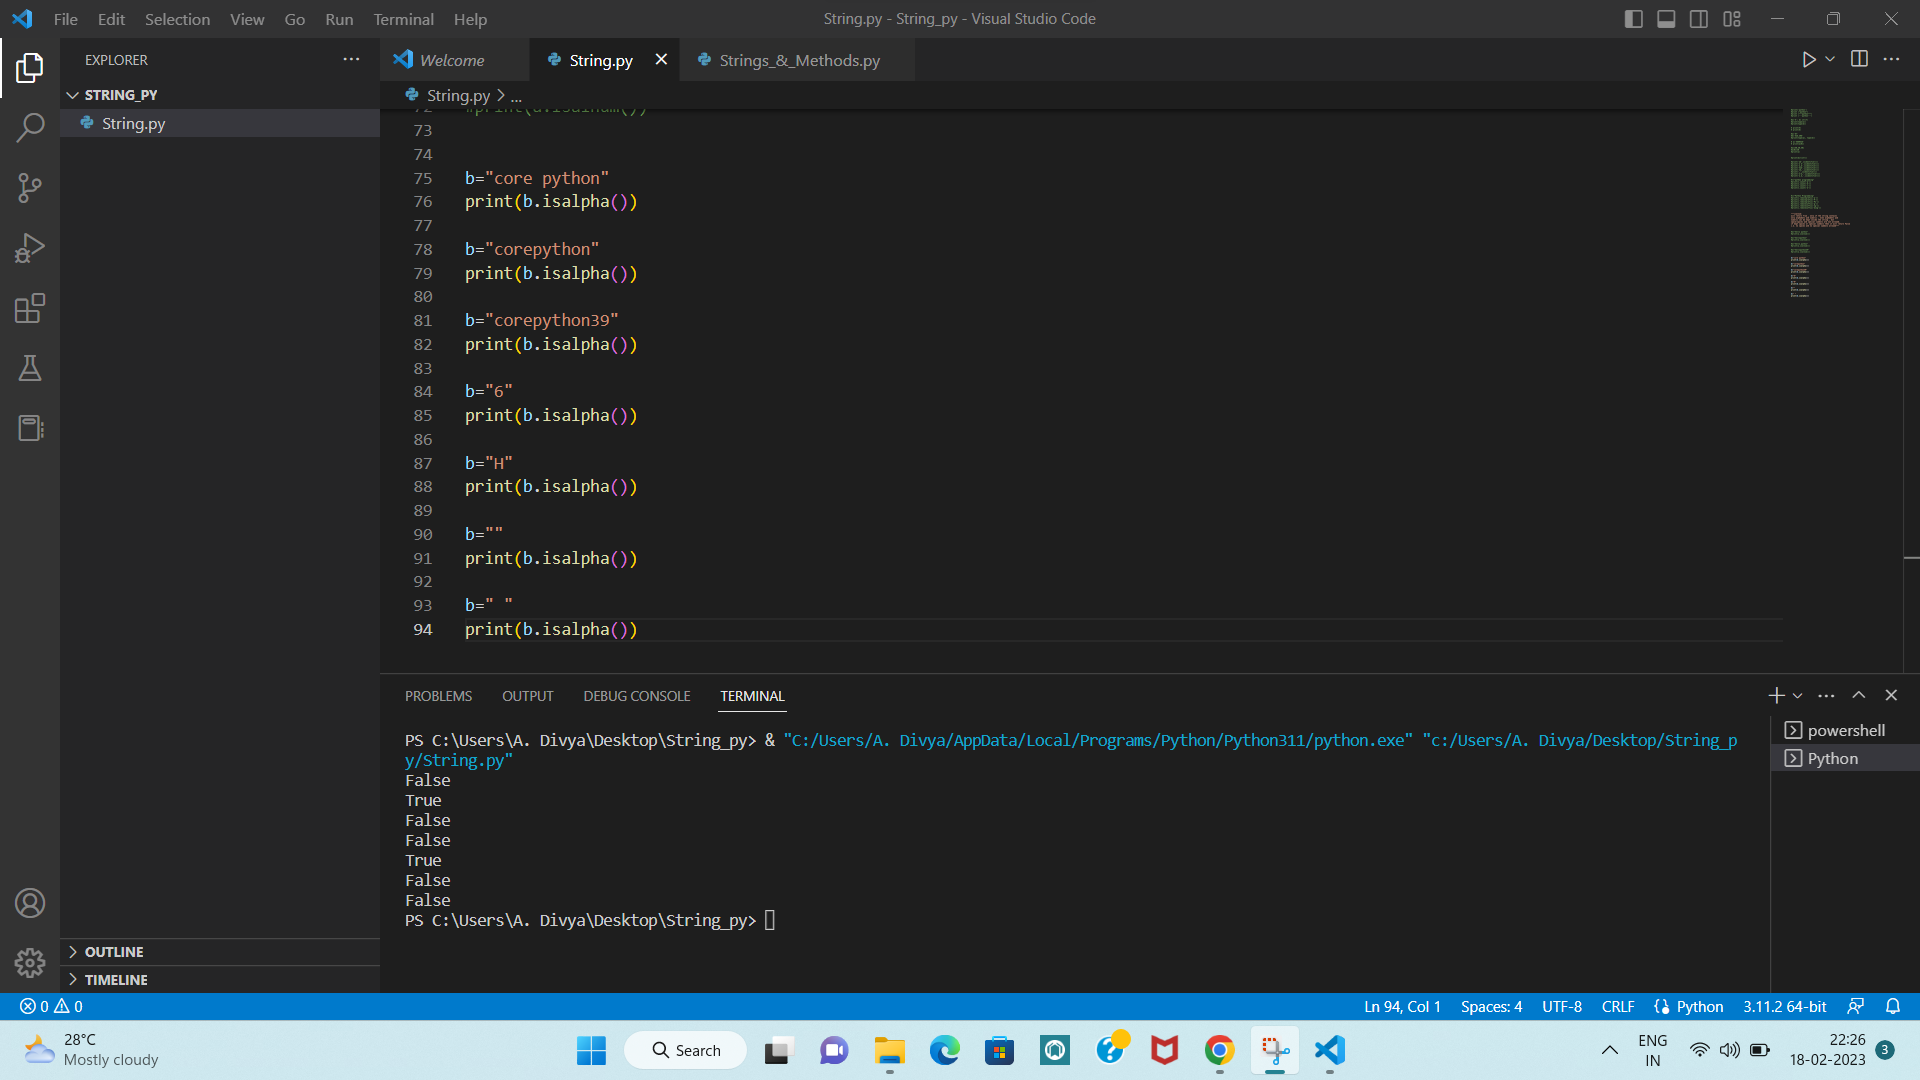 File Edit Selection View Go Run Terminal Help
String.py - String_py - Visual Studio Code
EXPLORER
STRING_PY
String.py
Welcome
String.py
Strings_&_Methods.py
String.py > ...
73
74
75 b="core python"
76 print(b.isalpha())
77
78 b="corepython"
79 print(b.isalpha())
80
81 b="corepython39"
82 print(b.isalpha())
83
84 b="6"
85 print(b.isalpha())
86
87 b="H"
88 print(b.isalpha())
89
90 b=""
91 print(b.isalpha())
92
93 b=" "
94 print(b.isalpha())
PROBLEMS OUTPUT DEBUG CONSOLE TERMINAL
PS C:\Users\A. Divya\Desktop\String_py> & "C:/Users/A. Divya/AppData/Local/Programs/Python/Python311/python.exe" "c:/Users/A. Divya/Desktop/String_p
y/String.py"
False
True
False
False
True
False
False
PS C:\Users\A. Divya\Desktop\String_py>
powershell
Python
OUTLINE
TIMELINE
0 0
Ln 94, Col 1 Spaces: 4 UTF-8 CRLF Python 3.11.2 64-bit
28°C
Mostly cloudy
Search
ENG
IN
22:26
18-02-2023
3